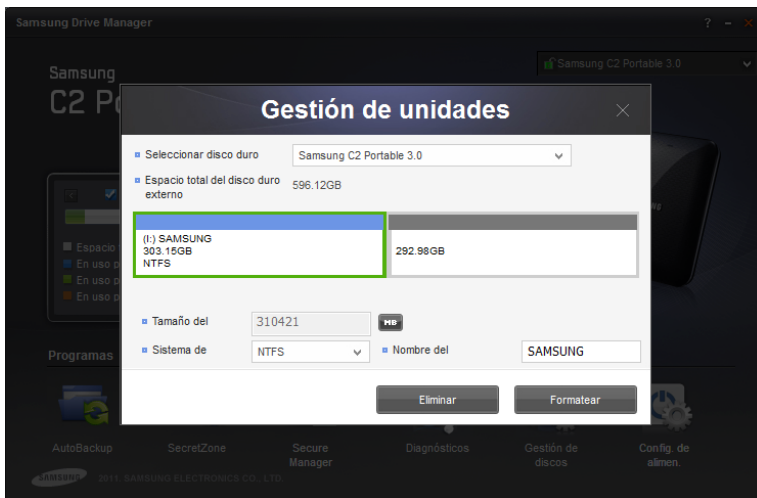 Samsung Drive Manager
? - ×
Samsung
C2 Po
Samsung C2 Portable 3.0
Gestión de unidades
Seleccionar disco duro
Samsung C2 Portable 3.0
Espacio total del disco duro
externo
596.12GB
(I:) SAMSUNG
303.15GB
NTFS
292.98GB
Espacio
En uso p
En uso p
En uso p
Tamaño del
310421
MB
Sistema de
NTFS
Nombre del
SAMSUNG
Programas
Eliminar
Formatear
AutoBackup
SecretZone
Secure
Manager
Diagnósticos
Gestión de
discos
Config. de
alimen.
SAMSUNG
2011. SAMSUNG ELECTRONICS CO., LTD.